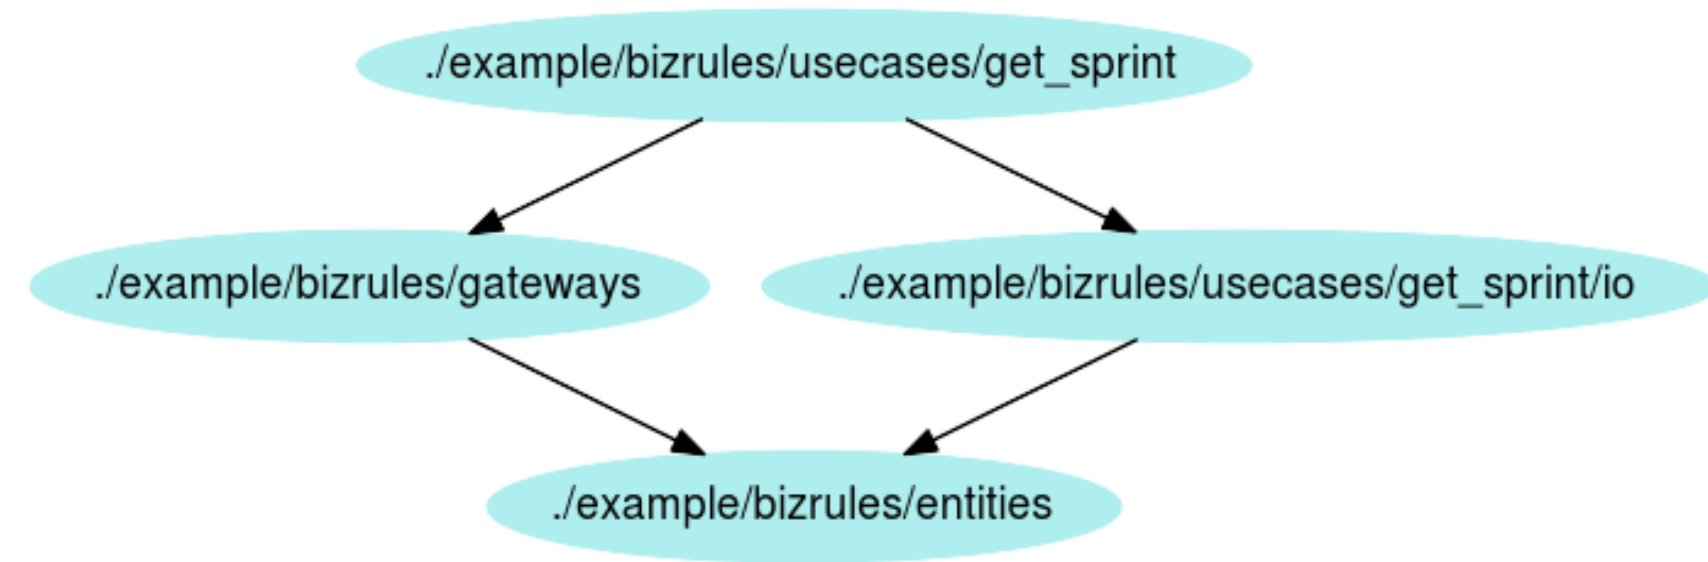 ./example/bizrules/usecases/get_sprint
./example/bizrules/gateways
./example/bizrules/usecases/get_sprint/io
./example/bizrules/entities